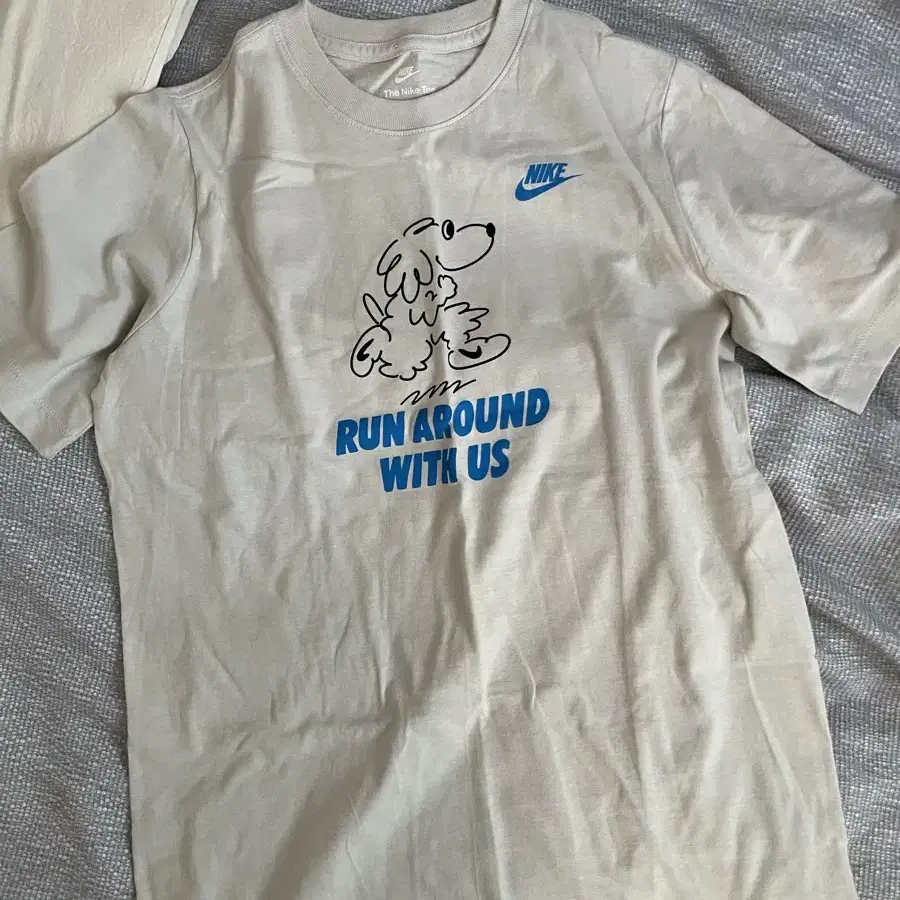 The Nike Tee
NIKE
RUN AROUND
WITH US